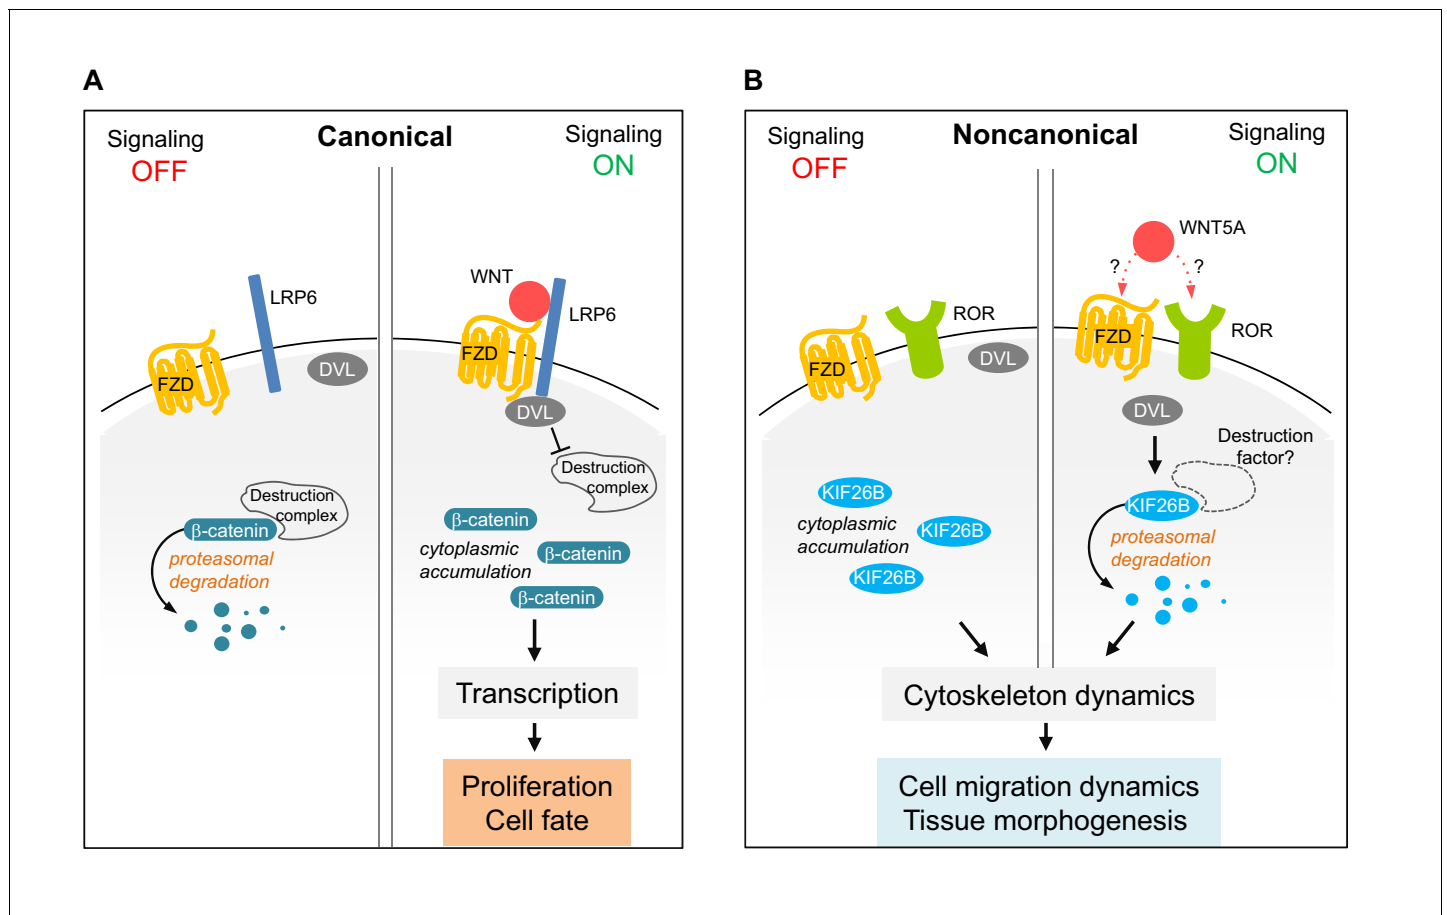 A
Signaling
OFF
Canonical
Signaling
ON
LRP6
FZD
DVL
Destruction
complex
β-catenin
proteasomal
degradation
WNT
LRP6
FZD
DVL
Destruction
complex
β-catenin
cytoplasmic
accumulation
β-catenin
β-catenin
Transcription
Proliferation
Cell fate
B
Signaling
OFF
Noncanonical
Signaling
ON
ROR
FZD
DVL
KIF26B
cytoplasmic
accumulation
KIF26B
KIF26B
WNT5A
?
?
FZD
ROR
DVL
Destruction
factor?
KIF26B
proteasomal
degradation
Cytoskeleton dynamics
Cell migration dynamics
Tissue morphogenesis